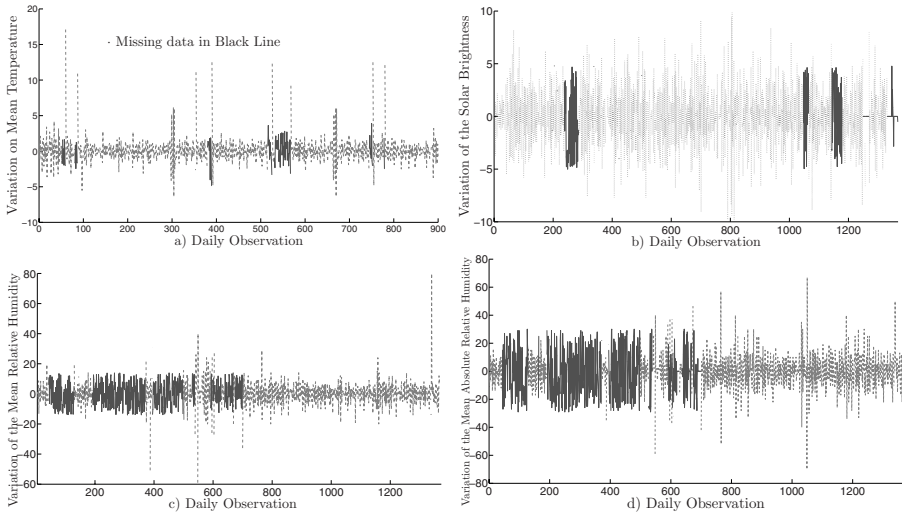 Variation on Mean Temperature
20
15
10
5
0
−5
−10
· Missing data in Black Line
0 100 200 300 400 500 600 700 800 900
a) Daily Observation
Variation of the Solar Brightness
10
5
0
−5
−10
0 200 400 600 800 1000 1200
b) Daily Observation
Variation of the Mean Relative Humidity
80
60
40
20
0
−20
−40
−60
200 400 600 800 1000 1200
c) Daily Observation
Variation of the Mean Absolute Relative Humidity
80
60
40
20
0
−20
−40
−60
−80
0 200 400 600 800 1000 1200
d) Daily Observation